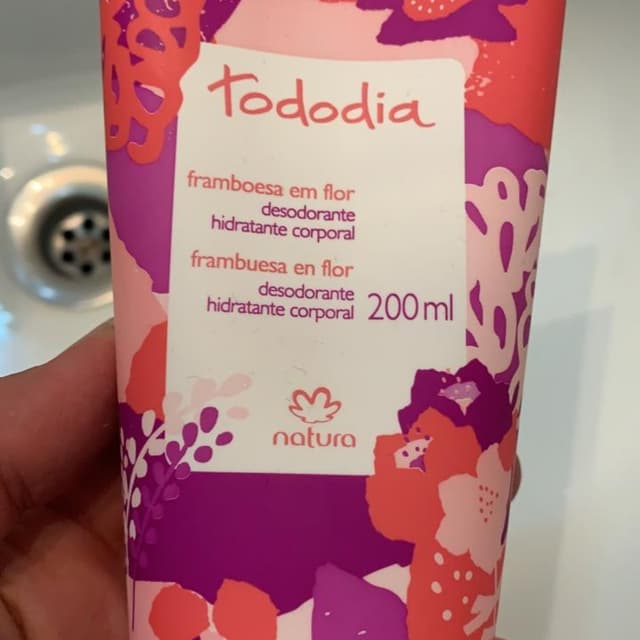 tododia
framboesa em flor
desodorante
hidratante corporal
frambuesa en flor
desodorante
hidratante corporal 200 ml
natura